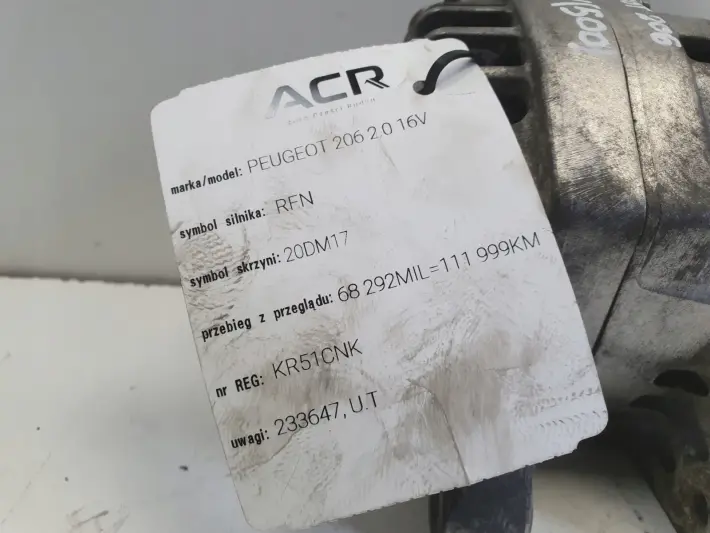 ACR
marka/model: PEUGEOT 206 2.0 16V
symbol silnika: RFN
symbol skrzyni: 20DM17
przebieg z przeglądu: 68 292MIL=111 999KM
nr REG: KR51CNK
uwagi: 233647, U.T
206